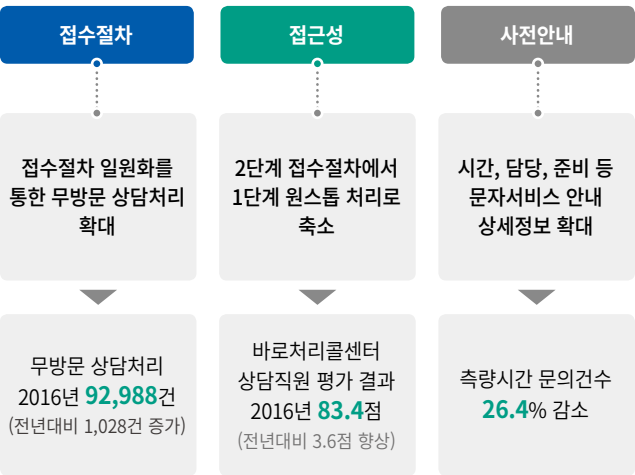 접수절차
접수절차 일원화를
통한 무방문 상담처리
확대
무방문 상담처리
2016년 92,988건
(전년대비 1,028건 증가)
접근성
2단계 접수절차에서
1단계 원스톱 처리로
축소
바로처리콜센터
상담직원 평가 결과
2016년 83.4점
(전년대비 3.6점 향상)
사전안내
시간, 담당, 준비 등
문자서비스 안내
상세정보 확대
측량시간 문의건수
26.4% 감소